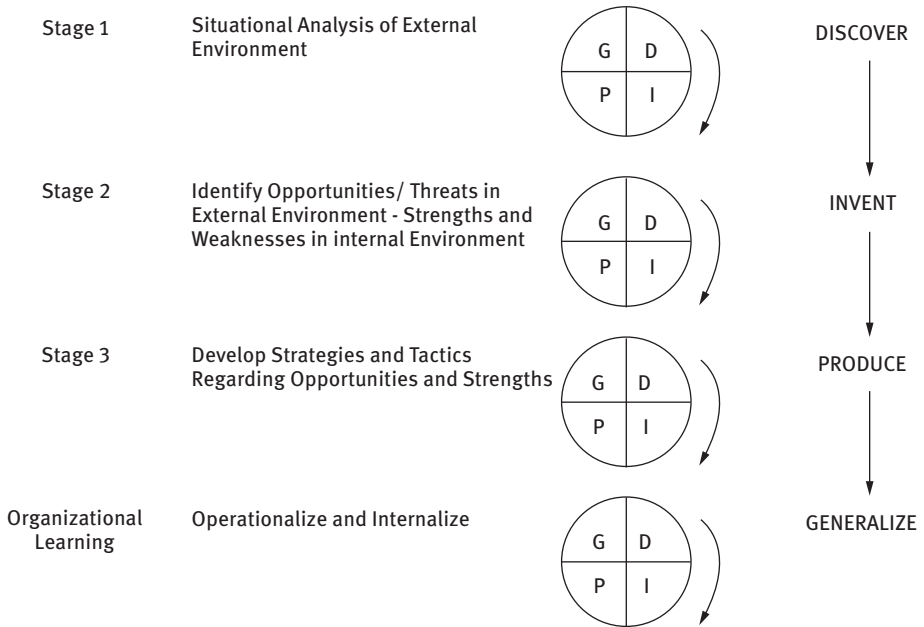 Stage 1
Situational Analysis of External
Environment
G D
P I
DISCOVER
Stage 2
Identify Opportunities/ Threats in
External Environment - Strengths and
Weaknesses in internal Environment
G D
P I
INVENT
Stage 3
Develop Strategies and Tactics
Regarding Opportunities and Strengths
G D
P I
PRODUCE
Organizational
Learning
Operationalize and Internalize
G D
P I
GENERALIZE